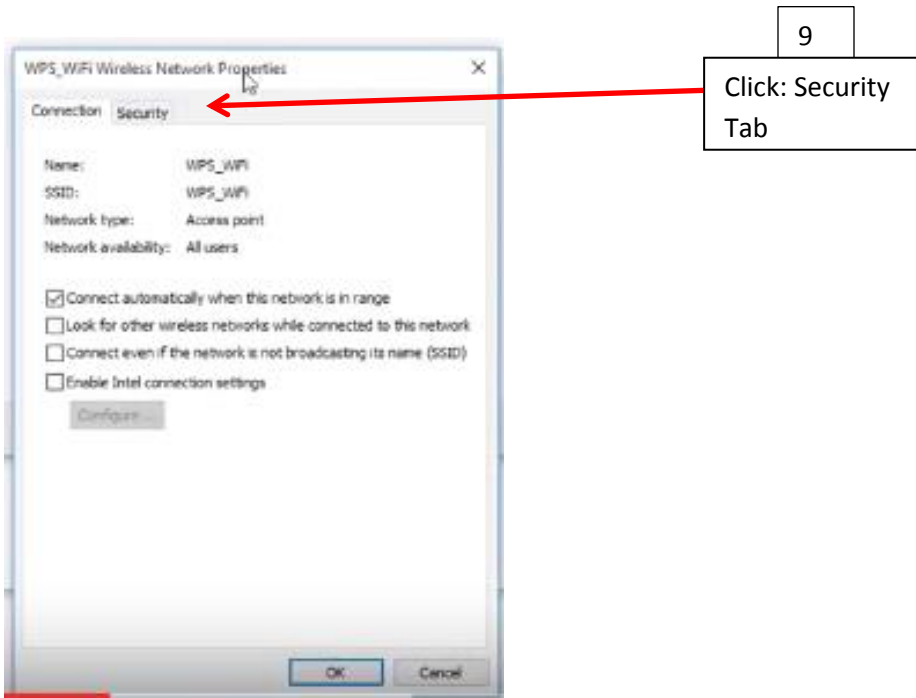 9
Click: Security
Tab
WPS_WiFi Wireless Network Properties
Connection Security
Name: WPS_WiFi
SSID: WPS_WiFi
Network type: Access point
Network availability: All users
Connect automatically when this network is in range
Look for other wireless networks while connected to this network
Connect even if the network is not broadcasting its name (SSID)
Enable Intel connection settings
Configure ...
OK Cancel